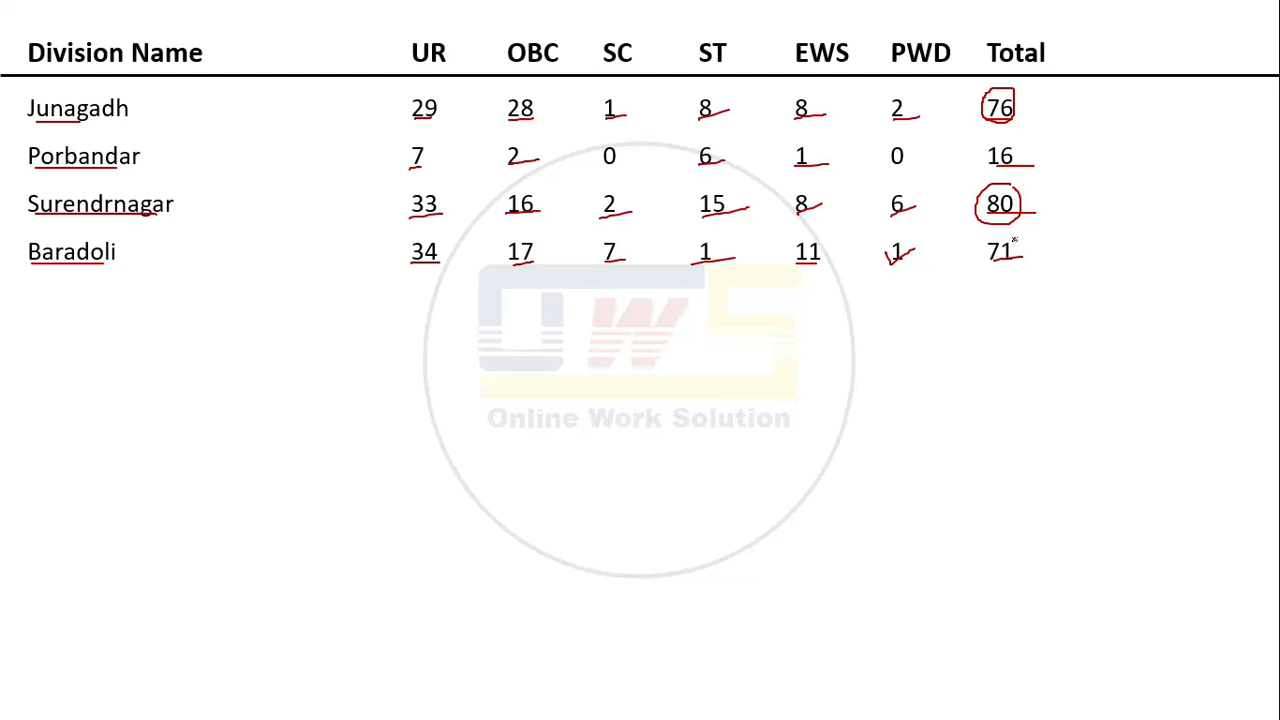 Division Name UR OBC SC ST EWS PWD Total
Junagadh 29 28 1 8 8 2 76
Porbandar 7 2 0 6 1 0 16
Surendrnagar 33 16 2 15 8 6 80
Baradoli 34 17 7 1 11 1 71
OWS
Online Work Solution